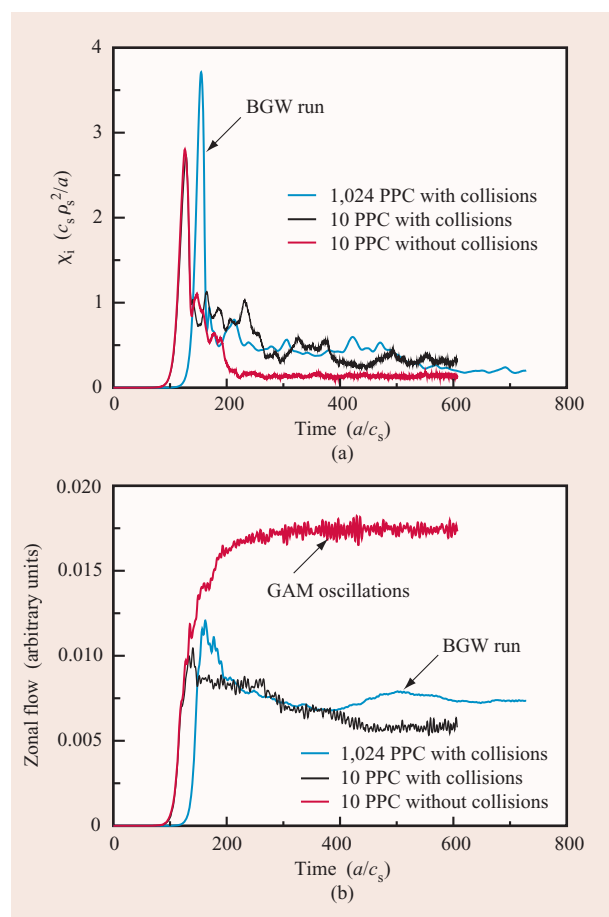 4
3
2
1
0
χi (cs ρs²/a)
BGW run
1,024 PPC with collisions
10 PPC with collisions
10 PPC without collisions
0 200 400 600 800
Time (a/cs)
(a)
0.020
0.015
0.010
0.005
0
Zonal flow (arbitrary units)
GAM oscillations
BGW run
1,024 PPC with collisions
10 PPC with collisions
10 PPC without collisions
0 200 400 600 800
Time (a/cs)
(b)